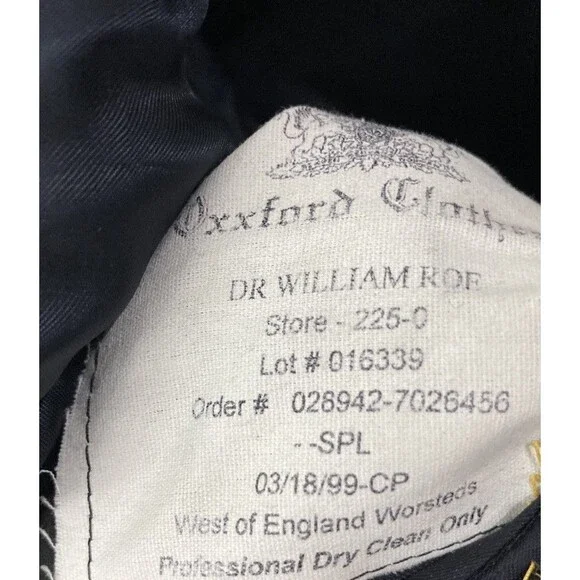 Oxxford Clothes
DR WILLIAM ROE
Store - 225-0
Lot # 016339
Order # 028942-7026456
--SPL
03/18/99-CP
West of England Worsteds
Professional Dry Clean Only